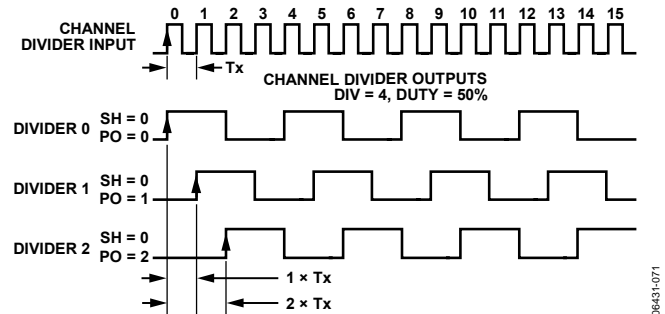 0 1 2 3 4 5 6 7 8 9 10 11 12 13 14 15
CHANNEL
DIVIDER INPUT
Tx
CHANNEL DIVIDER OUTPUTS
DIV = 4, DUTY = 50%
DIVIDER 0 SH = 0
PO = 0
DIVIDER 1 SH = 0
PO = 1
DIVIDER 2 SH = 0
PO = 2
1 × Tx
2 × Tx
06431-071